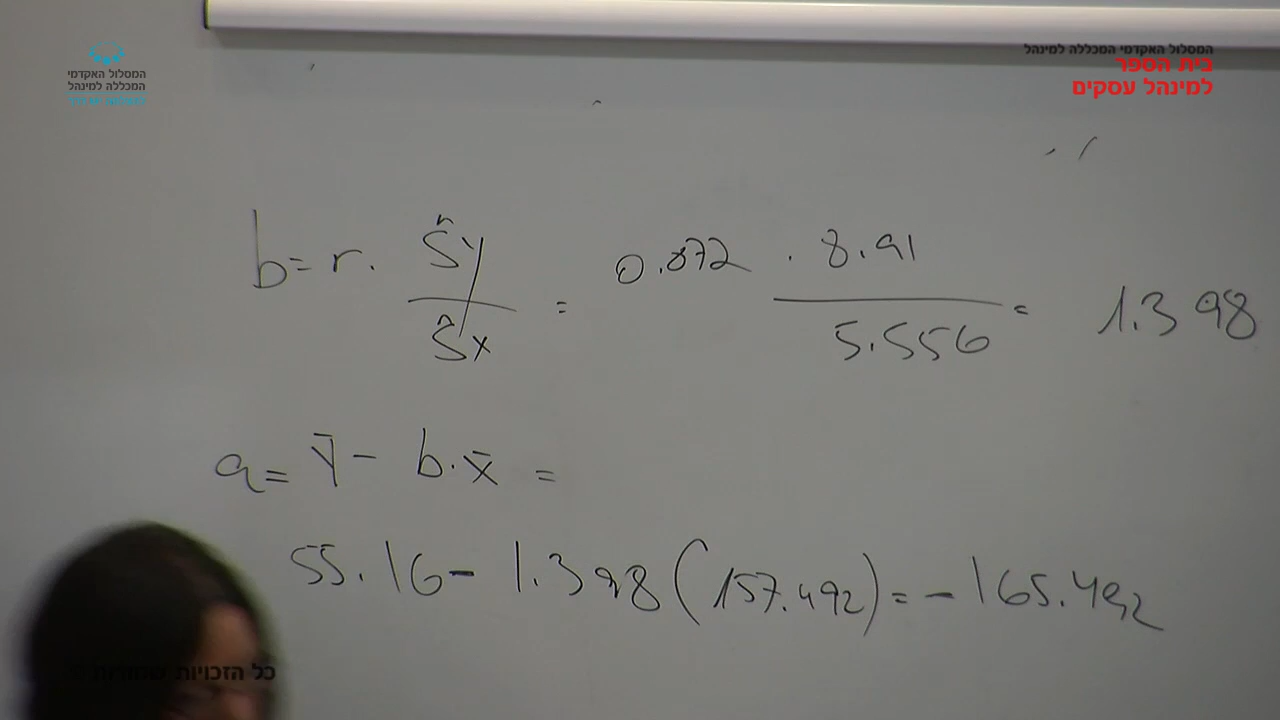 המסלול האקדמי המכללה למינהל
בית הספר
למינהל עסקים
המסלול האקדמי
המכללה למינהל
b = r. ŝy / ŝx = 0.872 . 8.91 / 5.556 = 1.398
a = ȳ - b.x̄ =
55.16 - 1.398 (157.492) = -165.492
כל הזכויות שמורות